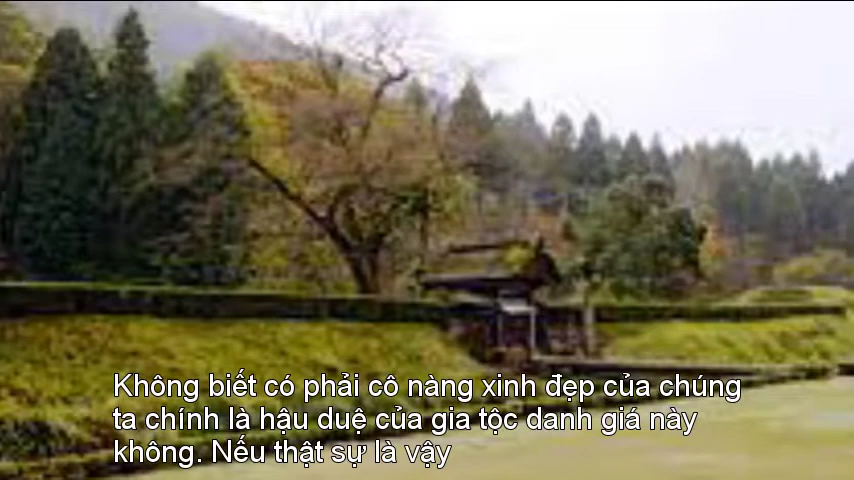 Không biết có phải cô nàng xinh đẹp của chúng
ta chính là hậu duệ của gia tộc danh giá này
không. Nếu thật sự là vậy